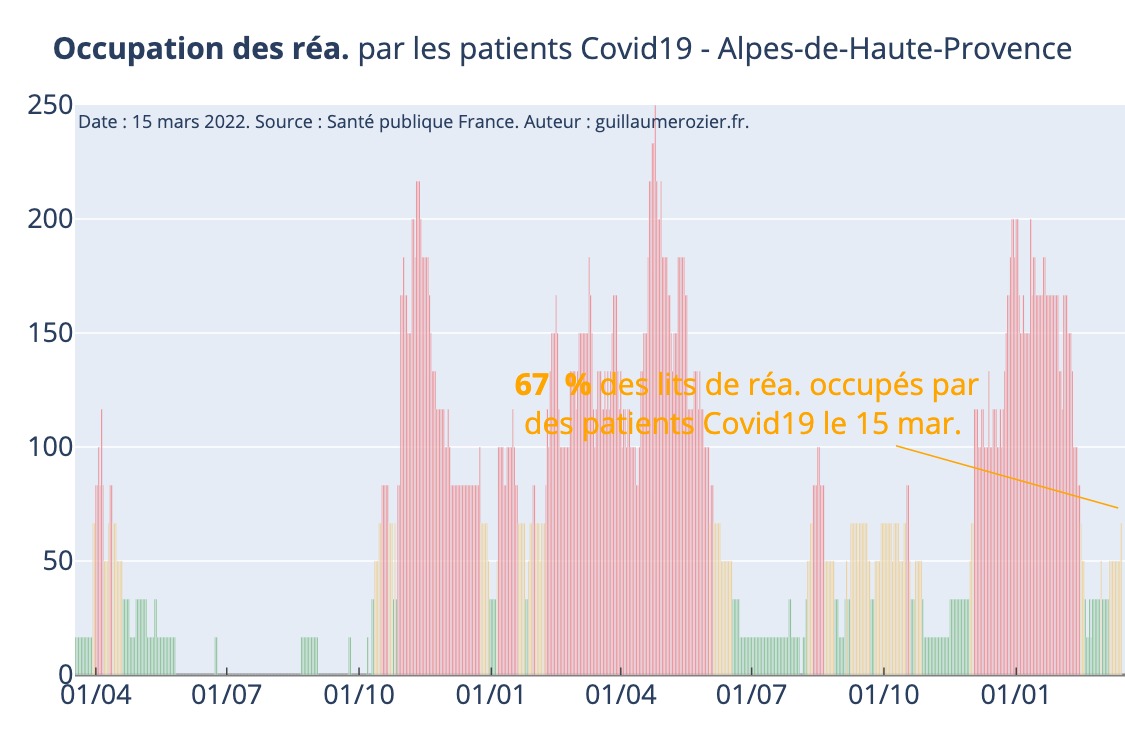 Occupation des réa. par les patients Covid19 - Alpes-de-Haute-Provence
250
Date : 15 mars 2022. Source : Santé publique France. Auteur : guillaumerozier.fr.
200
150
67 % des lits de réa. occupés par
des patients Covid19 le 15 mar.
100
50
0
01/04 01/07 01/10 01/01 01/04 01/07 01/10 01/01